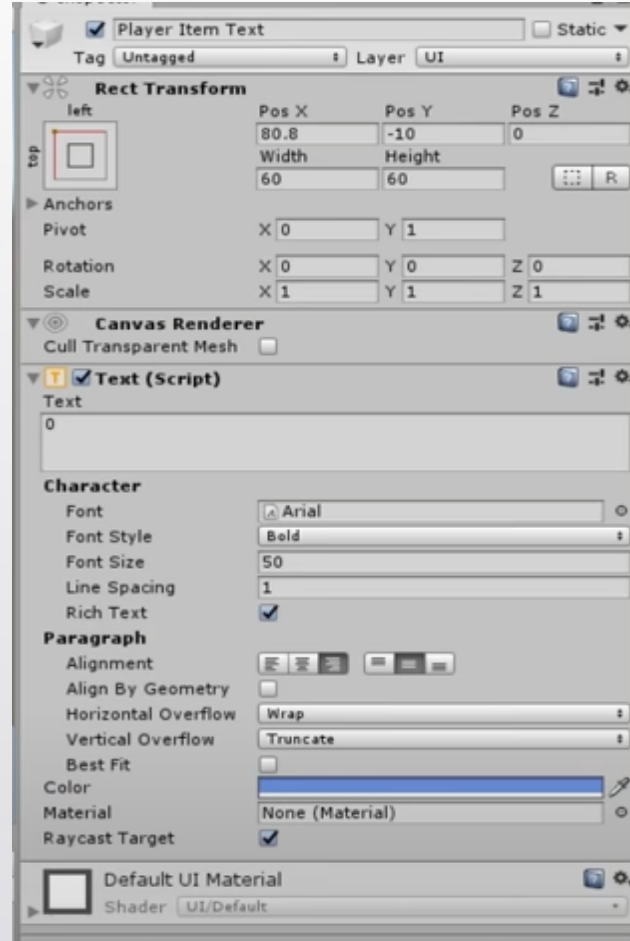 Player Item Text Static
Tag Untagged Layer UI
Rect Transform
left Pos X Pos Y Pos Z
top 80.8 -10 0
Width Height
60 60 R
Anchors
Pivot X 0 Y 1
Rotation X 0 Y 0 Z 0
Scale X 1 Y 1 Z 1
Canvas Renderer
Cull Transparent Mesh
T Text (Script)
Text
0
Character
Font Arial
Font Style Bold
Font Size 50
Line Spacing 1
Rich Text
Paragraph
Alignment
Align By Geometry
Horizontal Overflow Wrap
Vertical Overflow Truncate
Best Fit
Color
Material None (Material)
Raycast Target
Default UI Material
Shader UI/Default